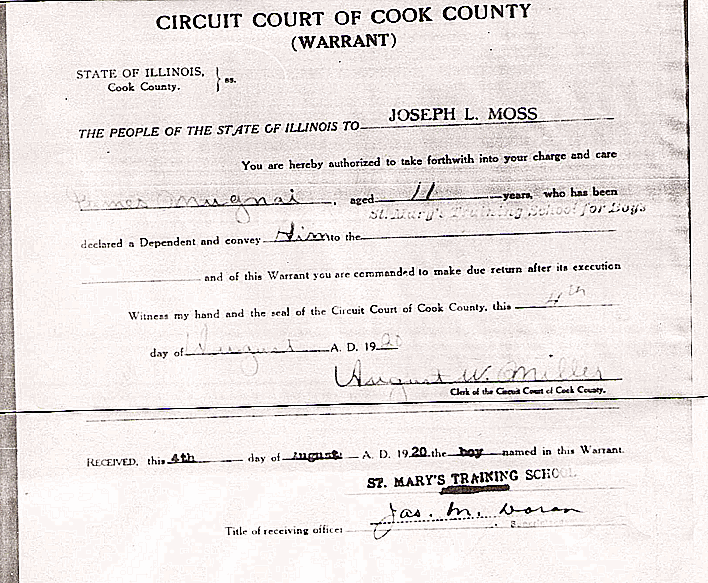 CIRCUIT COURT OF COOK COUNTY
(WARRANT)
STATE OF ILLINOIS,
Cook County. } ss.
THE PEOPLE OF THE STATE OF ILLINOIS TO JOSEPH L. MOSS
You are hereby authorized to take forthwith into your charge and care
James Mugnai, aged 11 years, who has been
St. Mary's Training School for Boys
declared a Dependent and convey him to the
and of this Warrant you are commanded to make due return after its execution
Witness my hand and the seal of the Circuit Court of Cook County, this 4th
day of August A. D. 1920
August W. Miller
Clerk of the Circuit Court of Cook County.
RECEIVED, this 4th day of August A. D. 1920 the boy named in this Warrant.
ST. MARY'S TRAINING SCHOOL
Jas. M. Doran
Title of receiving officer